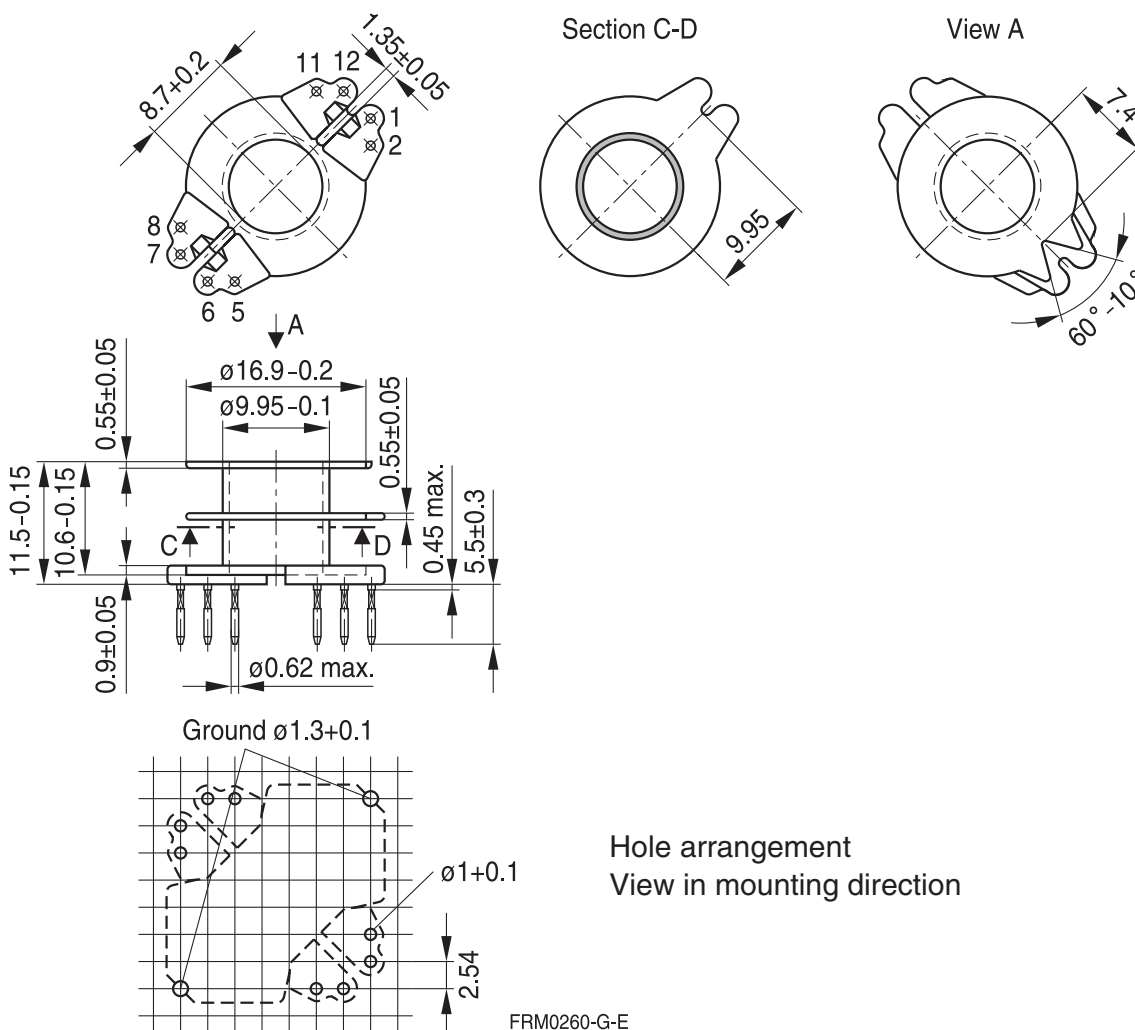 Section C-D
View A
8.7+0.2
1.35±0.05
11 12
1
2
8
7
6 5
9.95
7.4
60°-10°
A
0.55±0.05
ø16.9-0.2
ø9.95-0.1
0.55±0.05
11.5-0.15
10.6-0.15
C
D
0.45 max.
5.5±0.3
0.9±0.05
ø0.62 max.
Ground ø1.3+0.1
ø1+0.1
2.54
Hole arrangement
View in mounting direction
FRM0260-G-E